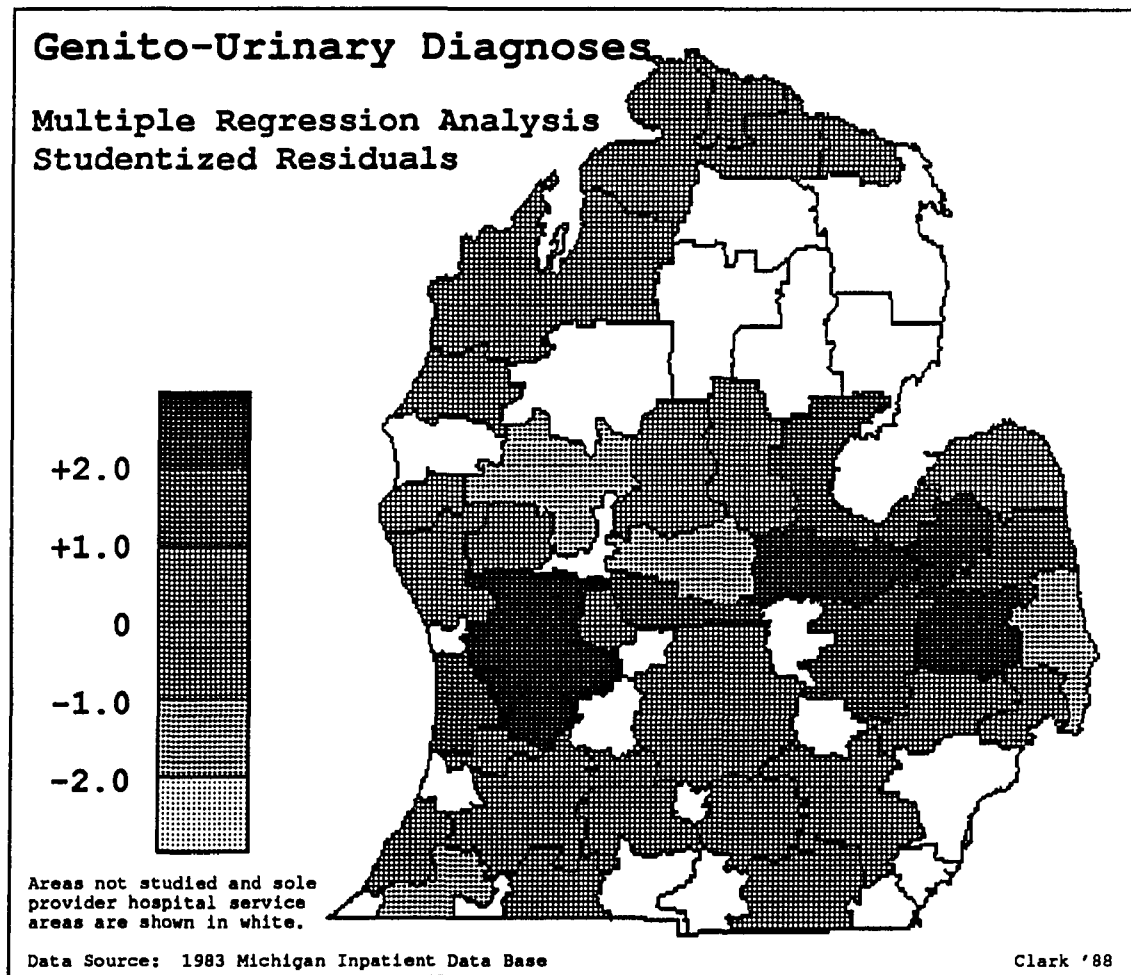 Genito-Urinary Diagnoses
Multiple Regression Analysis
Studentized Residuals
+2.0
+1.0
0
-1.0
-2.0
Areas not studied and sole
provider hospital service
areas are shown in white.
Data Source: 1983 Michigan Inpatient Data Base
Clark '88